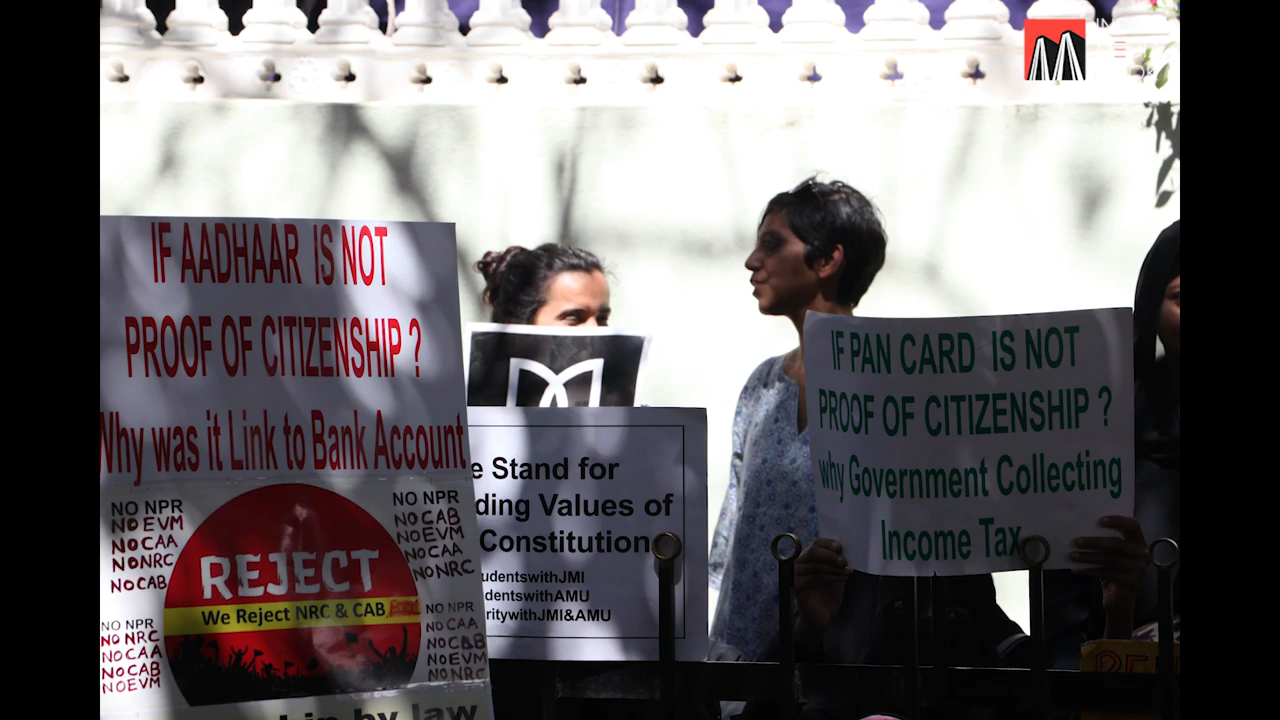 IF AADHAAR IS NOT
PROOF OF CITIZENSHIP ?
Why was it Link to Bank Account
NO NPR
NO EVM
NO CAA
NO NRC
NO CAB
NO NPR
NO CAB
NO EVM
NO CAA
NO NRC
REJECT
We Reject NRC & CAB
NO NPR
NO NRC
NO CAA
NO CAB
NO EVM
NO NPR
NO CAA
NO CAB
NO EVM
NO NRC
by law
e Stand for
ding Values of
Constitution
udentswithJMI
dentswithAMU
ritywithJMI&AMU
IF PAN CARD IS NOT
PROOF OF CITIZENSHIP ?
why Government Collecting
Income Tax